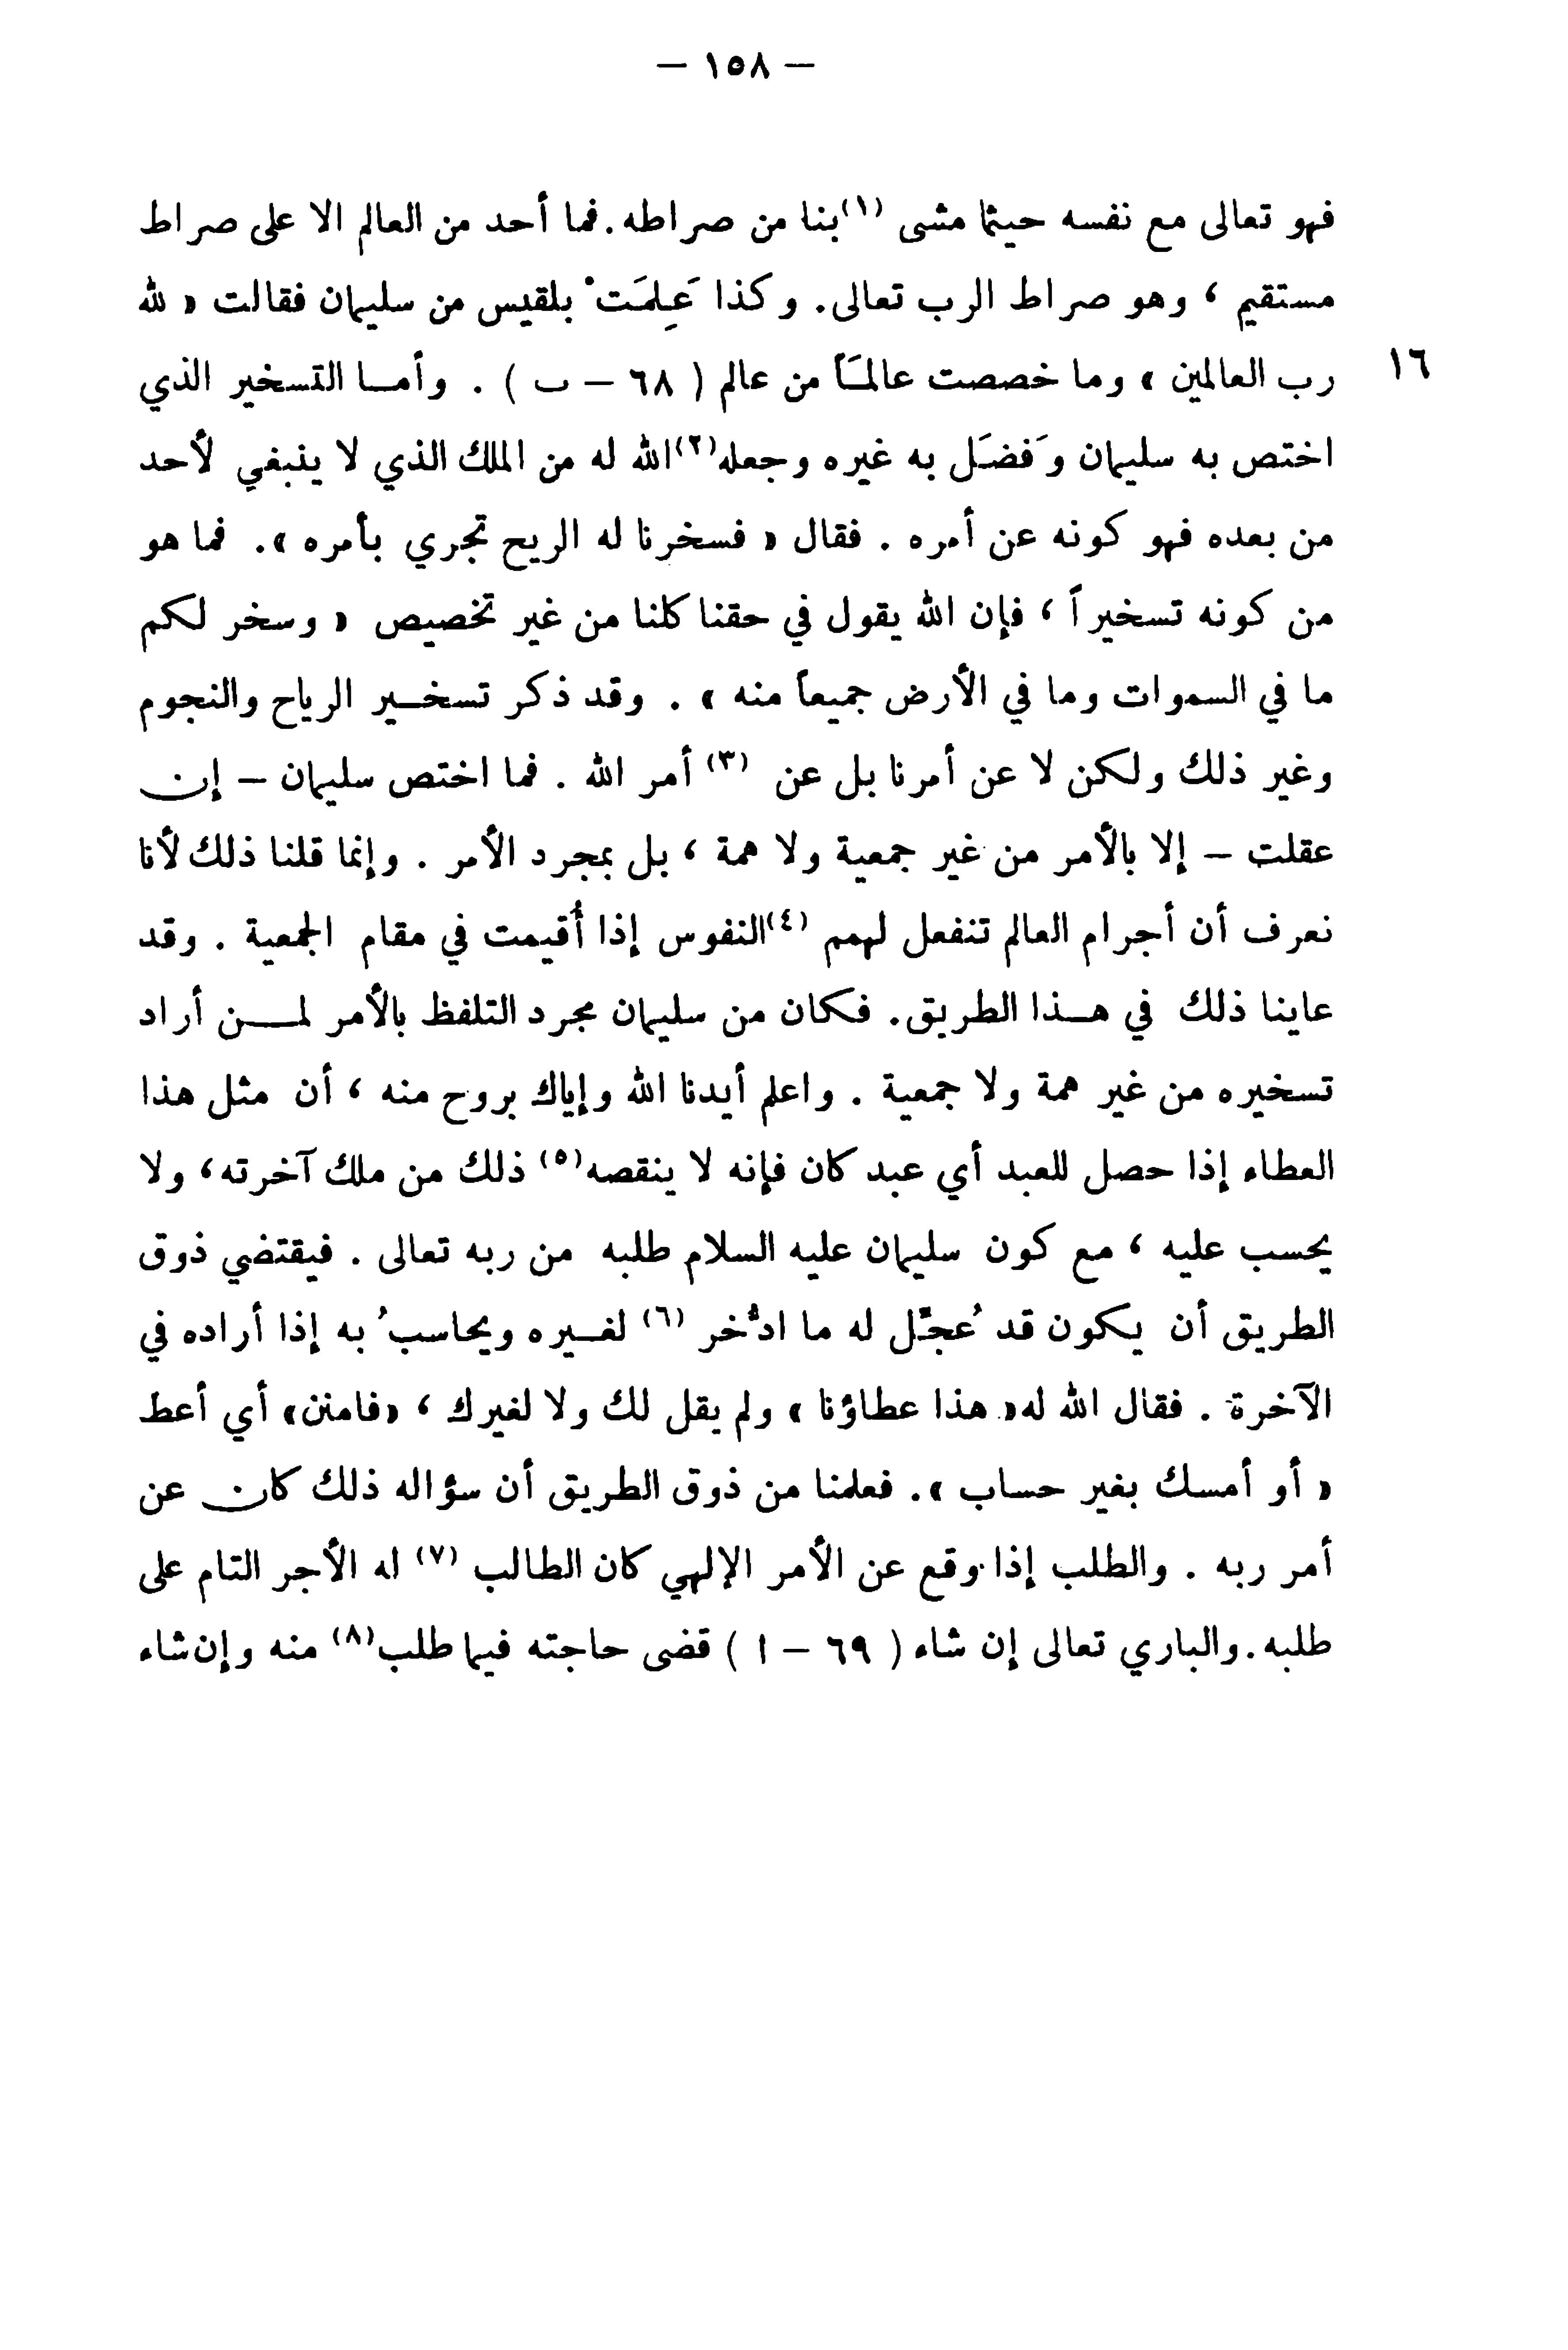 — ١٥٨ —
فهو تعالى مع نفسه حيثما مشى (١) بنا من صراطه. فما أحد من العالم الا على صراط
مستقيم ، وهو صراط الرب تعالى. وكذا عَلِمَتْ بلقيس من سليمان فقالت « لله
١٦ رب العالمين » وما خصصت عالمَاً من عالم ( ٦٨ – ب ) . وأما التسخير الذي
اختص به سليمان وفَضَل به غيره وجعله(٢) الله له من الملك الذي لا ينبغي لأحد
من بعده فهو كونه عن أمره . فقال « فسخرنا له الريح تجري بأمره ». فما هو
من كونه تسخيراً ، فإن الله يقول في حقنا كلنا من غير تخصيص « وسخر لكم
ما في السموات وما في الأرض جميعاً منه » . وقد ذكر تسخير الرياح والنجوم
وغير ذلك ولكن لا عن أمرنا بل عن (٣) أمر الله . فما اختص سليمان – إن
عقلت – إلا بالأمر من غير جمعية ولا همة ، بل بمجرد الأمر . وإنما قلنا ذلك لأنا
نعرف أن أجرام العالم تنفعل لهمم (٤) النفوس إذا أُقيمت في مقام الجمعية . وقد
عاينا ذلك في هذا الطريق. فكان من سليمان مجرد التلفظ بالأمر لمن أراد
تسخيره من غير همة ولا جمعية . واعلم أيدنا الله وإياك بروح منه ، أن مثل هذا
العطاء إذا حصل للعبد أي عبد كان فإنه لا ينقصه(٥) ذلك من ملك آخرته، ولا
يحسب عليه ، مع كون سليمان عليه السلام طلبه من ربه تعالى . فيقتضي ذوق
الطريق أن يكون قد عُجِّل له ما ادُّخر (٦) لغيره ويحاسبُ به إذا أراده في
الآخرة . فقال الله له « هذا عطاؤنا » ولم يقل لك ولا لغيرك ، «فامنن» أي أعط
« أو أمسك بغير حساب ». فعلمنا من ذوق الطريق أن سؤاله ذلك كان عن
أمر ربه . والطلب إذا وقع عن الأمر الإلهي كان الطالب (٧) له الأجر التام على
طلبه. والباري تعالى إن شاء ( ٦٩ – ا ) قضى حاجته فيما طلب(٨) منه وإن شاء